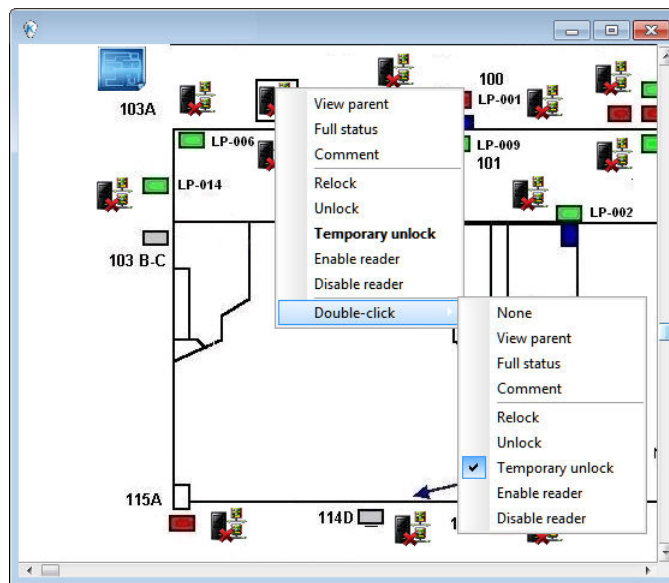 100
103A
LP-001
View parent
Full status
Comment
LP-006
LP-009
101
LP-014
Relock
Unlock
LP-002
Temporary unlock
103 B-C
Enable reader
Disable reader
Double-click
None
View parent
Full status
Comment
Relock
Unlock
Temporary unlock
115A
Enable reader
114D
Disable reader